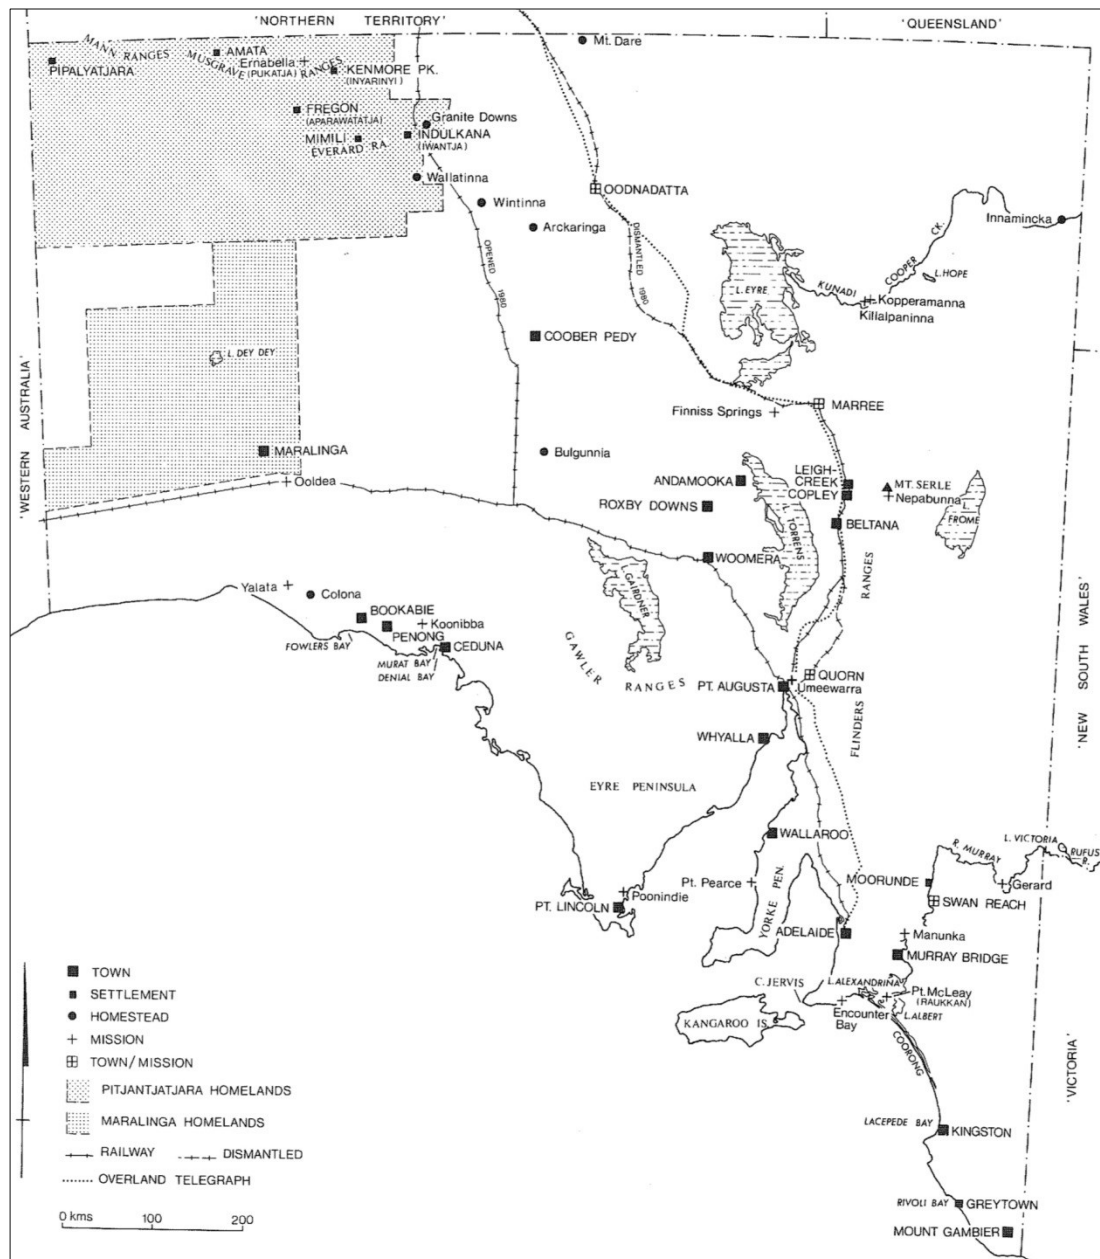 'NORTHERN TERRITORY'
'QUEENSLAND'
Mt. Dare
MANN RANGES
AMATA
MUSGRAVE RANGES
Ernabella
(PUKATJA)
PIPALYATJARA
KENMORE PK.
(INYARINYI)
FREGON
(APARAWATATJA)
Granite Downs
MIMILI
INDULKANA
(IWANTJA)
EVERARD RA.
Wallatinna
OODNADATTA
Wintinna
Arckaringa
Innamincka
COOPER CK.
OPENED 1980
DISMANTLED 1980
L. EYRE
KUNADI
L. HOPE
Kopperamanna
Killalpaninna
COOBER PEDY
L. DEY DEY
'WESTERN AUSTRALIA'
MARREE
Finniss Springs
MARALINGA
Bulgunnia
Ooldea
ANDAMOOKA
LEIGH-
CREEK
COPLEY
MT. SERLE
Nepabunna
ROXBY DOWNS
L. TORRENS
BELTANA
L. FROME
WOOMERA
FLINDERS RANGES
Yalata
Colona
L. GAIRDNER
BOOKABIE
Koonibba
PENONG
FOWLERS BAY
CEDUNA
MURAT BAY
DENIAL BAY
GAWLER RANGES
QUORN
PT. AUGUSTA
Umeewarra
'NEW SOUTH WALES'
WHYALLA
EYRE PENINSULA
WALLAROO
L. VICTORIA
RUFUS R.
R. MURRAY
Pt. Pearce
YORKE PEN.
MOORUNDE
Gerard
Poonindie
PT. LINCOLN
SWAN REACH
ADELAIDE
Manunka
MURRAY BRIDGE
C. JERVIS
L. ALEXANDRINA
Pt. McLeay
(RAUKKAN)
KANGAROO IS.
Encounter
Bay
L. ALBERT
COORONG
'VICTORIA'
LACEPEDE BAY
KINGSTON
RIVOLI BAY
GREYTOWN
MOUNT GAMBIER
TOWN
SETTLEMENT
HOMESTEAD
MISSION
TOWN/MISSION
PITJANTJATJARA HOMELANDS
MARALINGA HOMELANDS
RAILWAY DISMANTLED
OVERLAND TELEGRAPH
0 kms 100 200